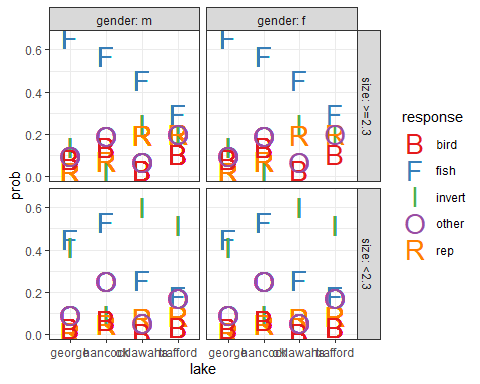 gender: m
gender: f
size: >=2.3
size: <2.3
prob
0.6
0.4
0.2
0.0
0.6
0.4
0.2
0.0
george hancock oklawaha trafford
george hancock oklawaha trafford
lake
response
B bird
F fish
I invert
O other
R rep